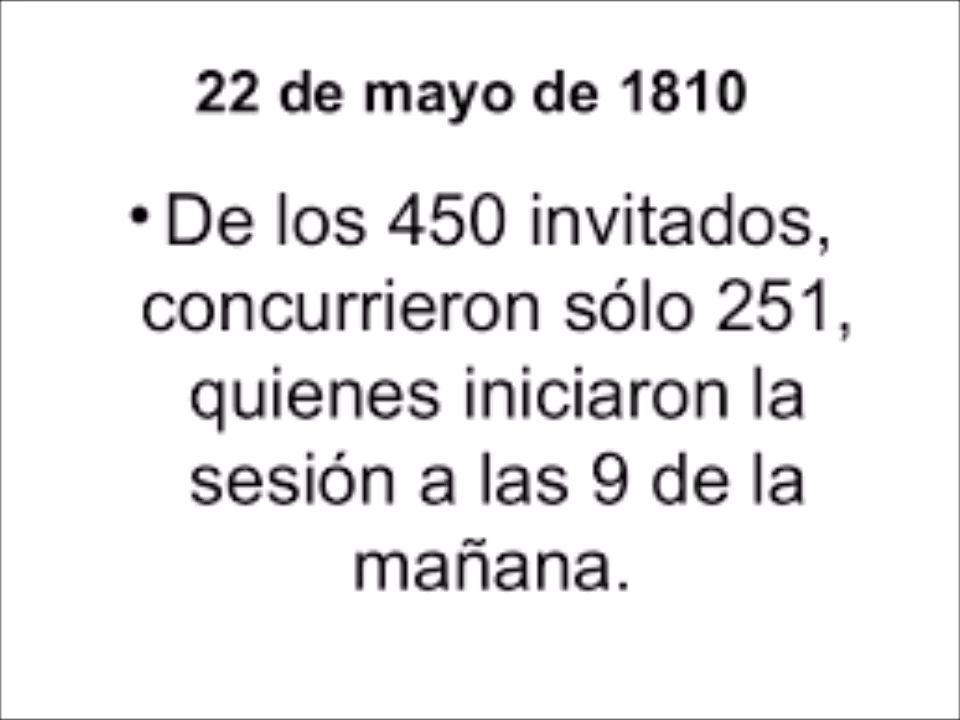 22 de mayo de 1810
• De los 450 invitados,
concurrieron sólo 251,
quienes iniciaron la
sesión a las 9 de la
mañana.